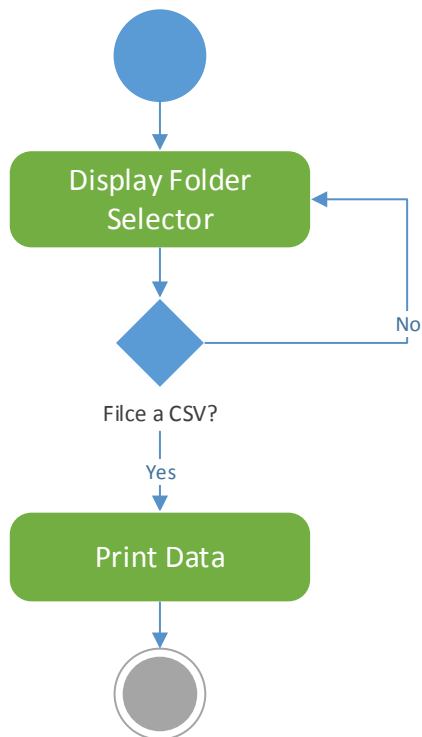 Display Folder
Selector
No
Filce a CSV?
Yes
Print Data